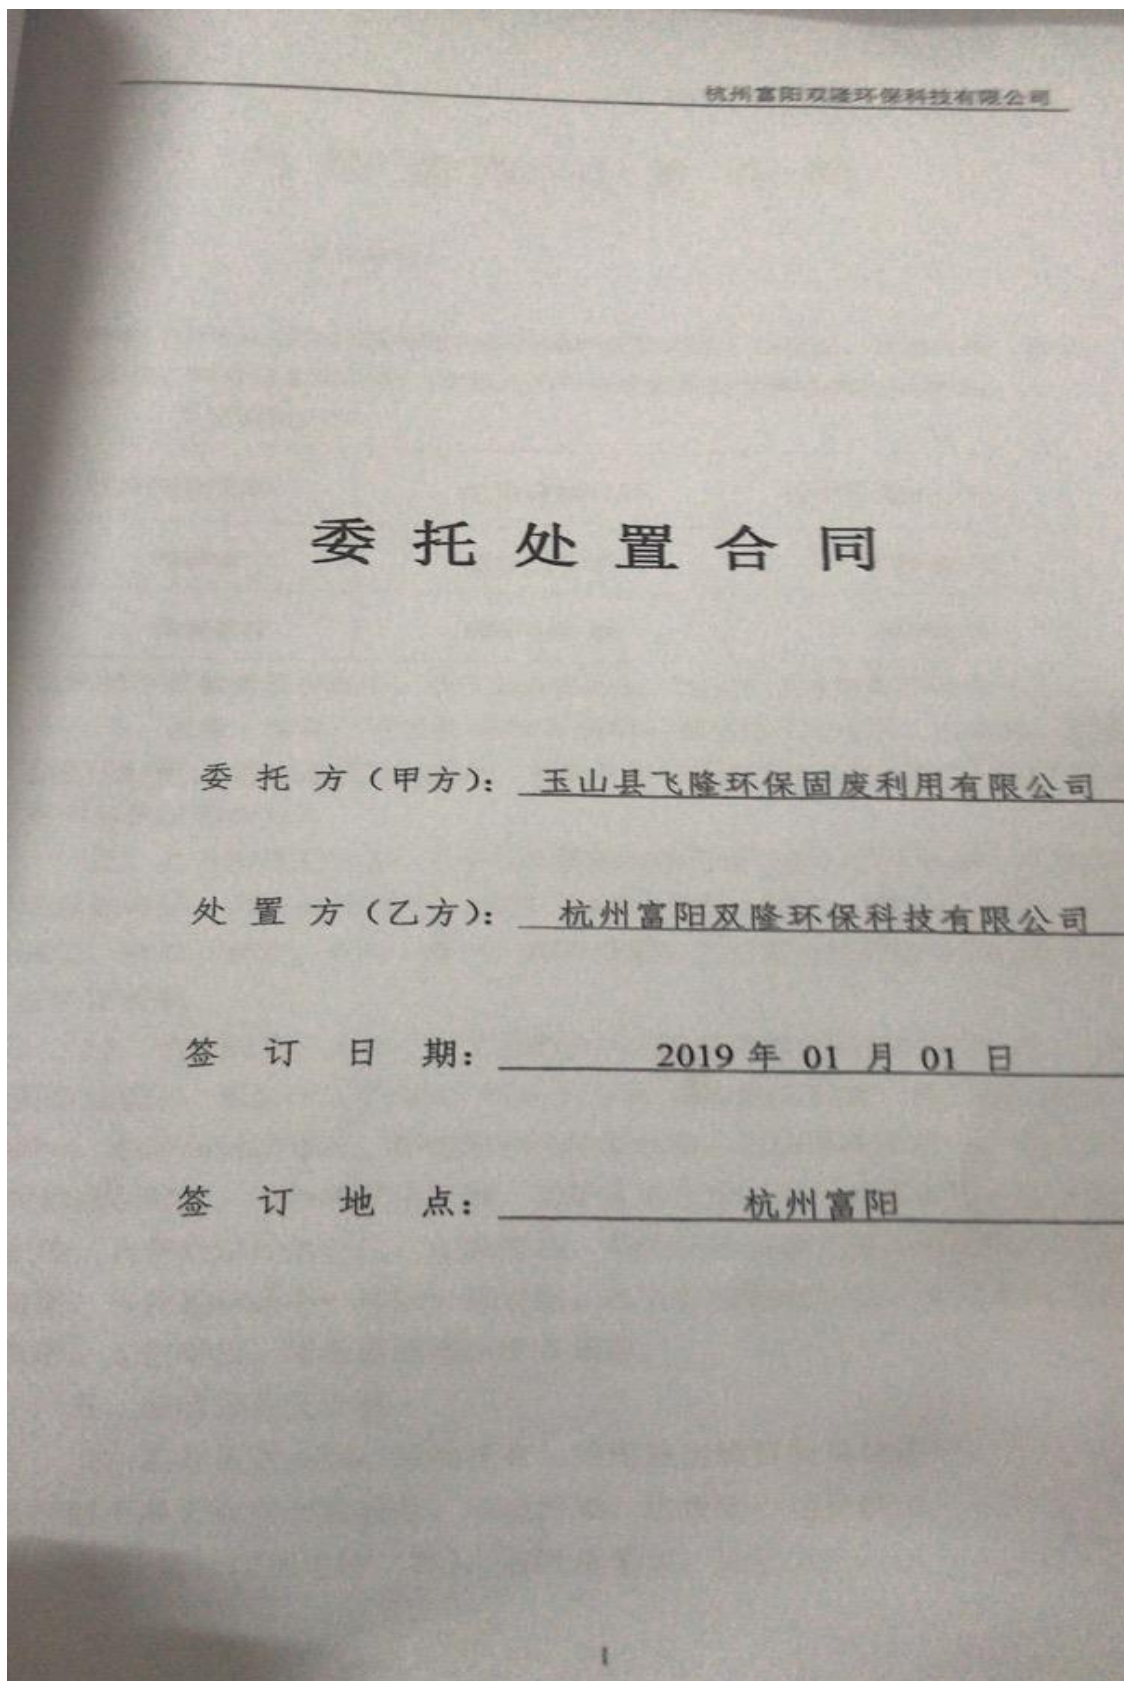 杭州富阳双隆环保科技有限公司
委托处置合同
委托方(甲方): 玉山县飞隆环保固废利用有限公司
处置方(乙方): 杭州富阳双隆环保科技有限公司
签订日期: 2019年01月01日
签订地点: 杭州富阳
1